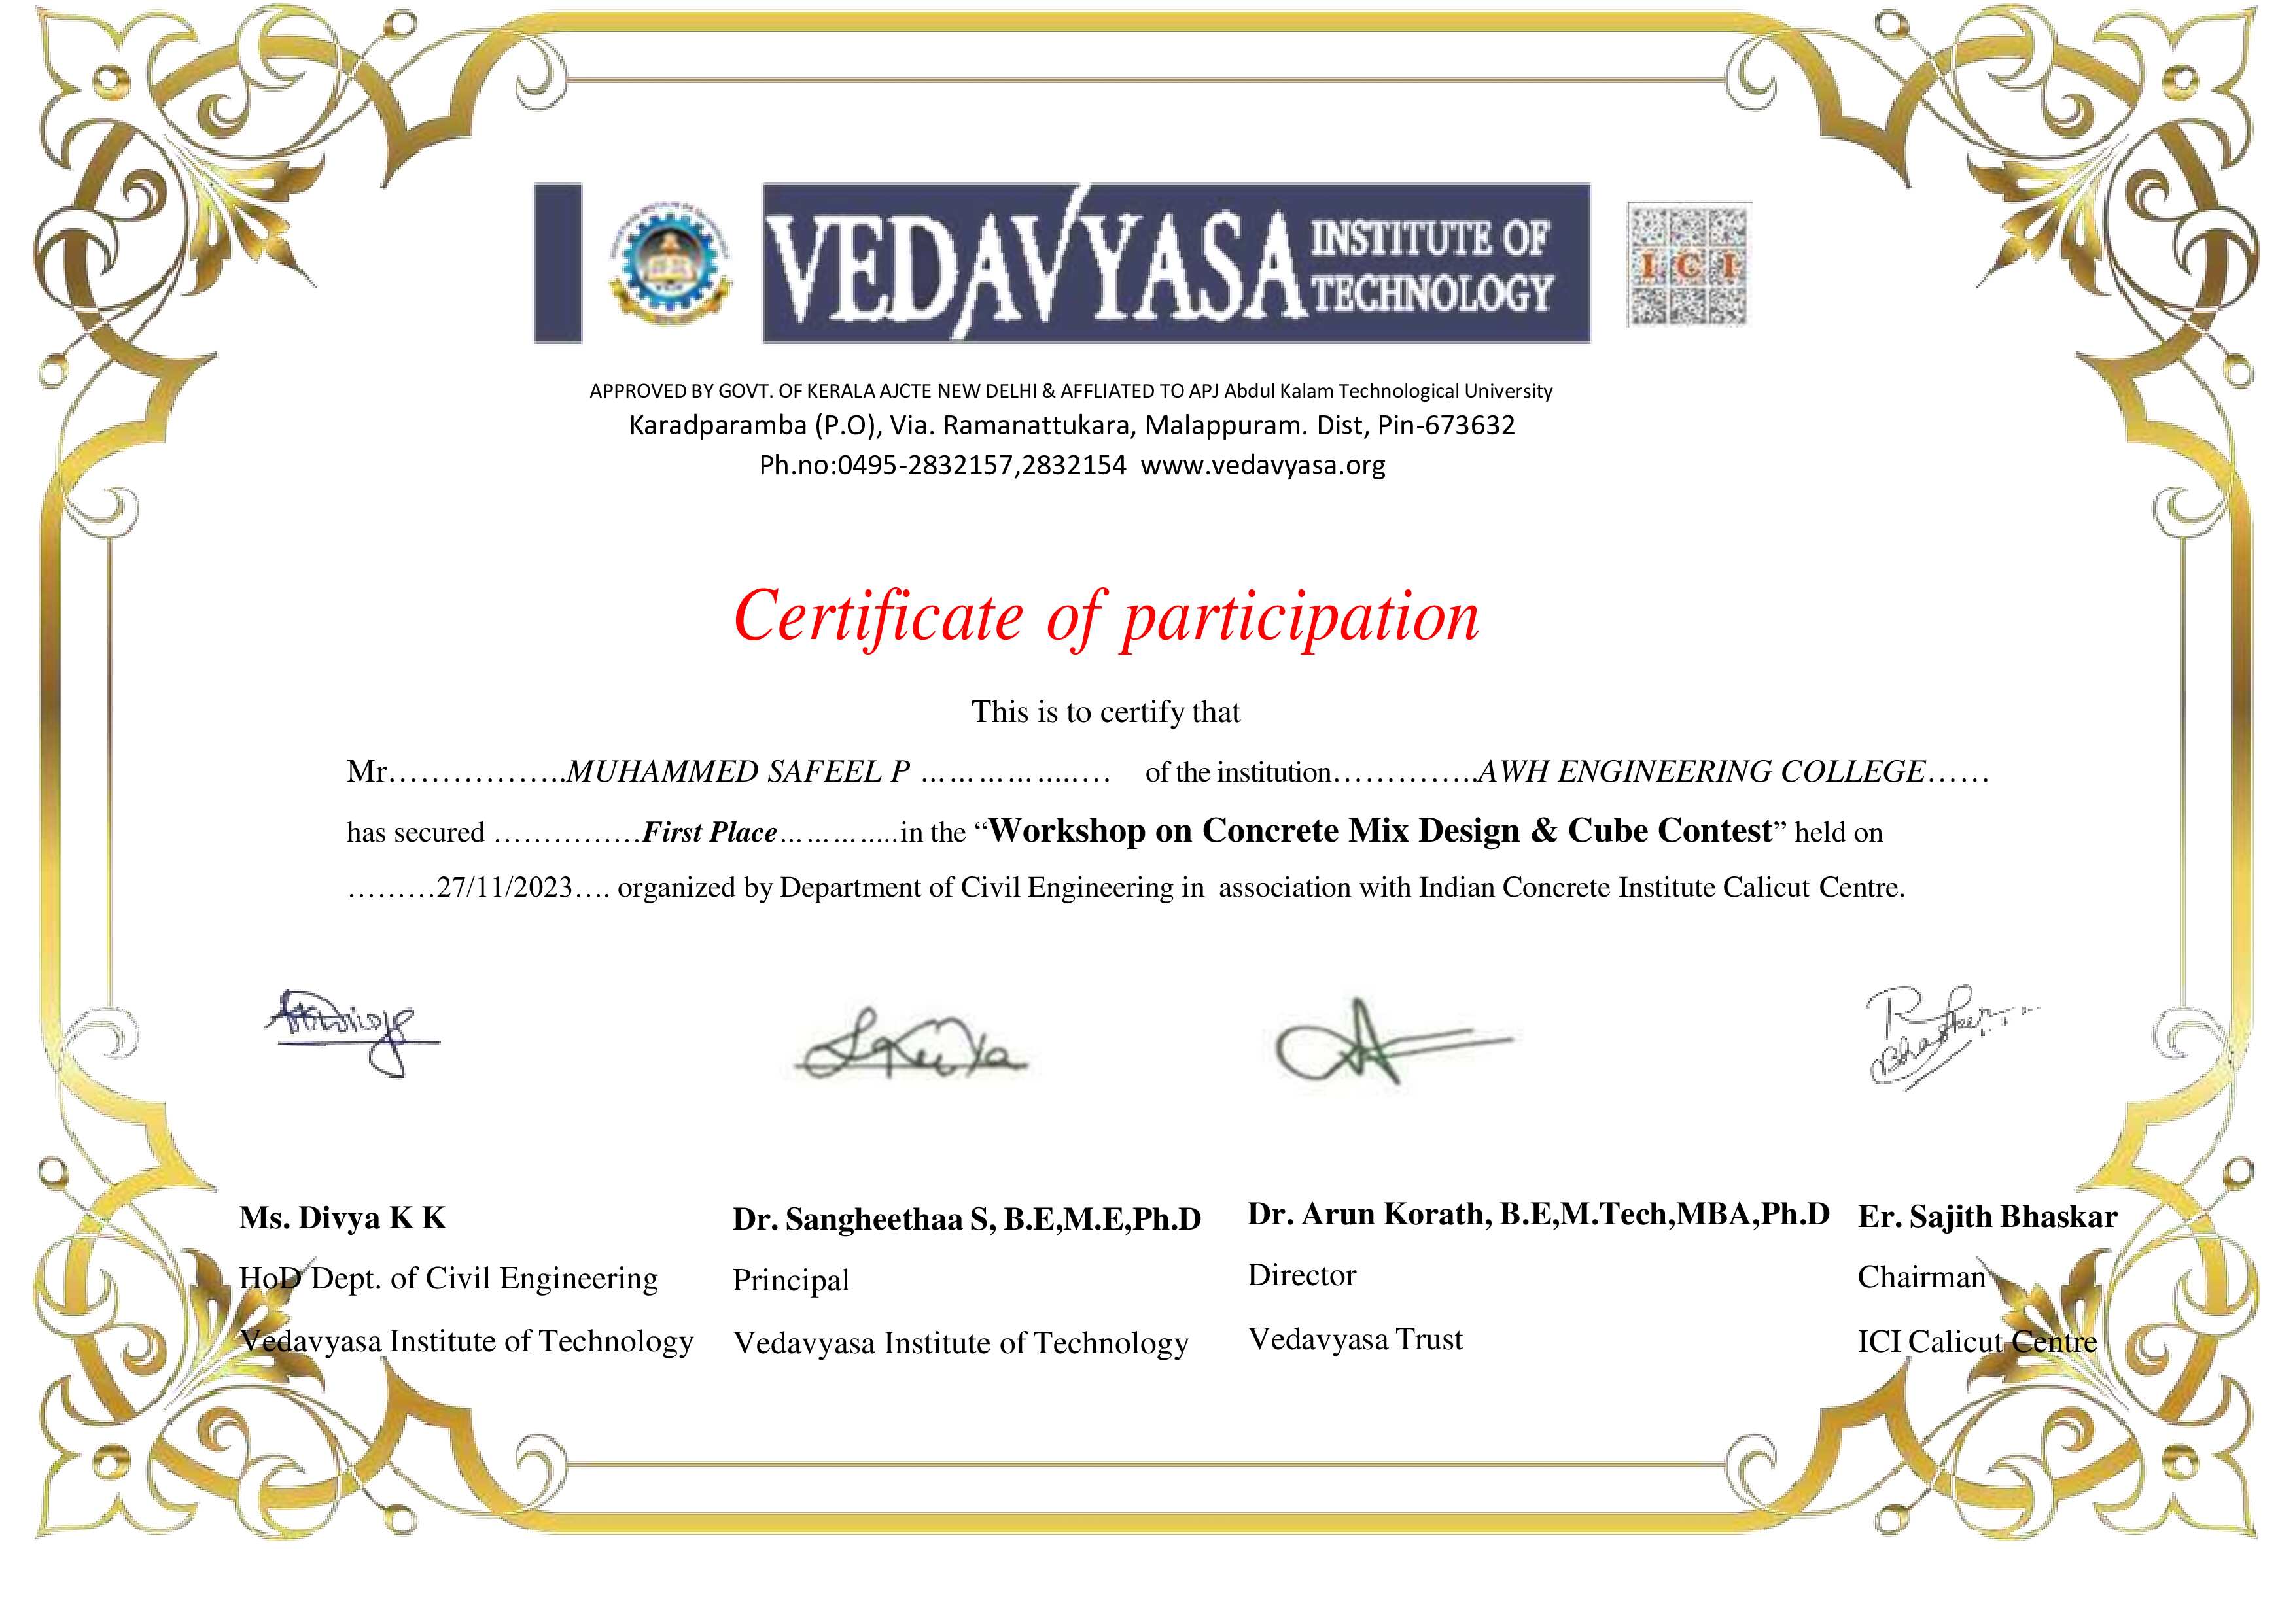 VEDAVYASA INSTITUTE OF TECHNOLOGY
I C I
APPROVED BY GOVT. OF KERALA AJCTE NEW DELHI & AFFLIATED TO APJ Abdul Kalam Technological University
Karadparamba (P.O), Via. Ramanattukara, Malappuram. Dist, Pin-673632
Ph.no:0495-2832157,2832154 www.vedavyasa.org
Certificate of participation
This is to certify that
Mr……………..MUHAMMED SAFEEL P ……………..… of the institution…………..AWH ENGINEERING COLLEGE……
has secured ……………First Place…………..in the “Workshop on Concrete Mix Design & Cube Contest” held on
………27/11/2023…. organized by Department of Civil Engineering in association with Indian Concrete Institute Calicut Centre.
Ms. Divya K K
HoD Dept. of Civil Engineering
Vedavyasa Institute of Technology
Dr. Sangheethaa S, B.E,M.E,Ph.D
Principal
Vedavyasa Institute of Technology
Dr. Arun Korath, B.E,M.Tech,MBA,Ph.D
Director
Vedavyasa Trust
Er. Sajith Bhaskar
Chairman
ICI Calicut Centre